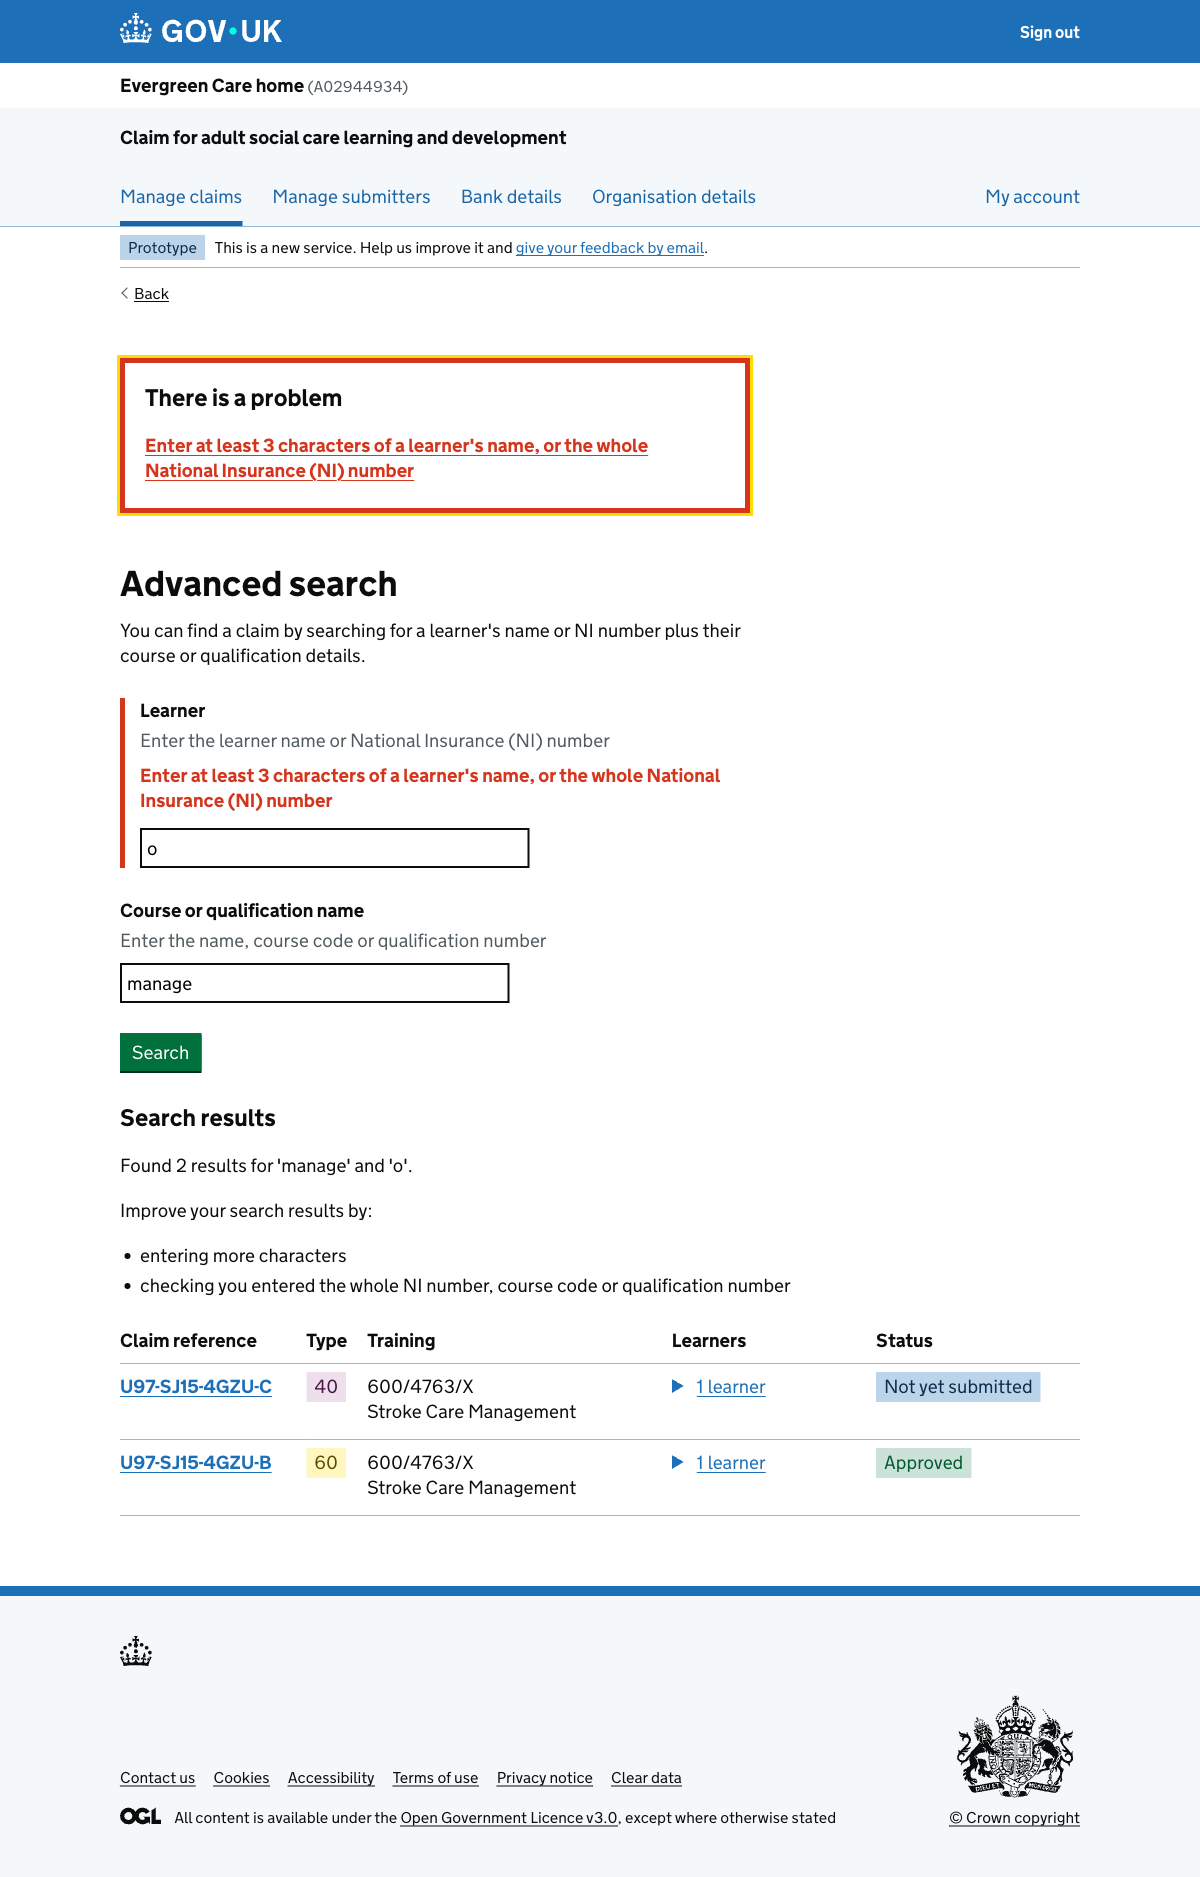 GOV·UK
Sign out
Evergreen Care home (A02944934)
Claim for adult social care learning and development
Manage claims Manage submitters Bank details Organisation details My account
Prototype This is a new service. Help us improve it and give your feedback by email.
Back
There is a problem
Enter at least 3 characters of a learner's name, or the whole
National Insurance (NI) number
Advanced search
You can find a claim by searching for a learner's name or NI number plus their
course or qualification details.
Learner
Enter the learner name or National Insurance (NI) number
Enter at least 3 characters of a learner's name, or the whole National
Insurance (NI) number
o
Course or qualification name
Enter the name, course code or qualification number
manage
Search
Search results
Found 2 results for 'manage' and 'o'.
Improve your search results by:
• entering more characters
• checking you entered the whole NI number, course code or qualification number
Claim reference Type Training Learners Status
U97-SJ15-4GZU-C 40 600/4763/X 1 learner Not yet submitted
Stroke Care Management
U97-SJ15-4GZU-B 60 600/4763/X 1 learner Approved
Stroke Care Management
Contact us Cookies Accessibility Terms of use Privacy notice Clear data
OGL All content is available under the Open Government Licence v3.0, except where otherwise stated
© Crown copyright